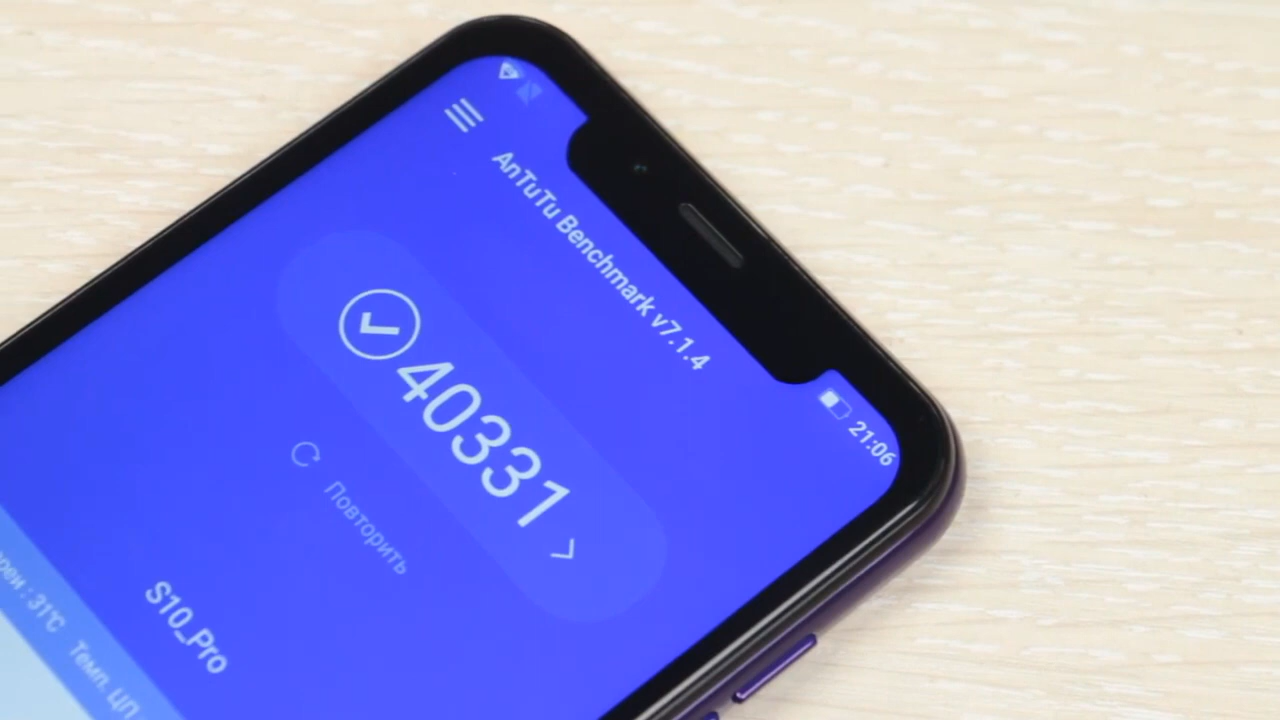 21:06
AnTuTu Benchmark v7.1.4
40331
Повторить
S10_Pro
: 31℃ Темп. ЦП